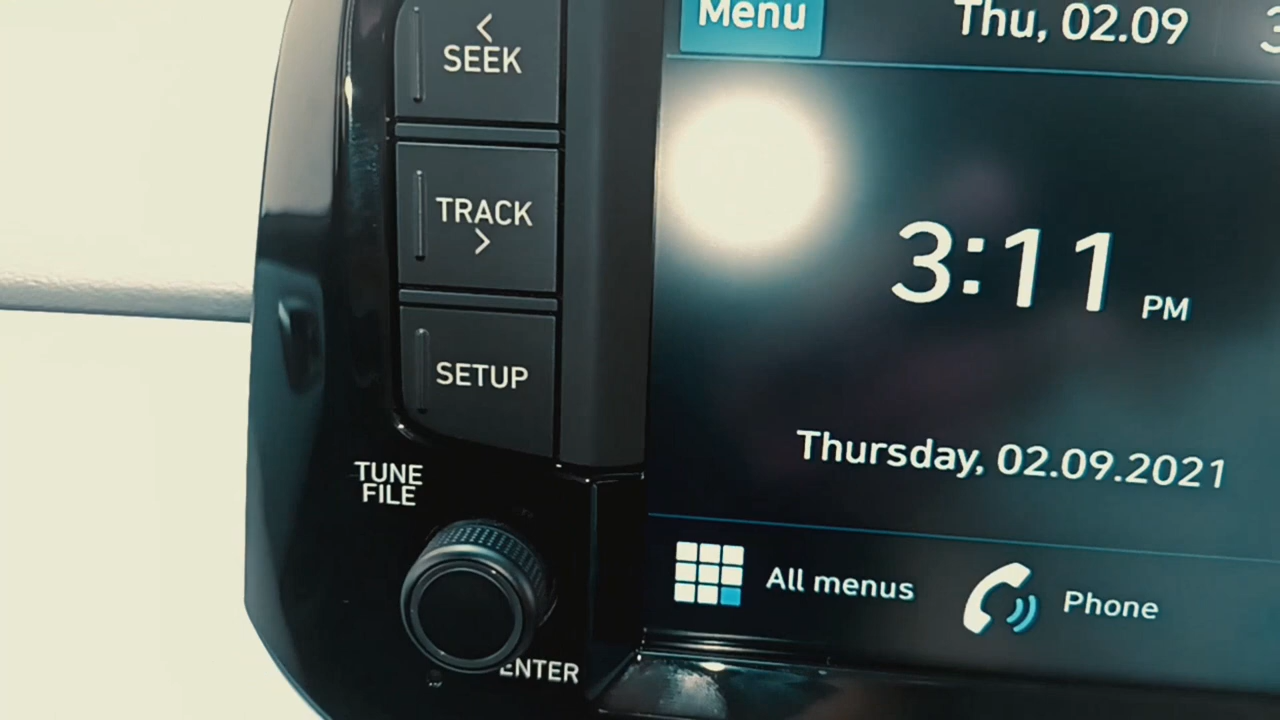 <
SEEK
TRACK
>
SETUP
TUNE
FILE
ENTER
Menu
Thu, 02.09
3:11 PM
Thursday, 02.09.2021
All menus
Phone